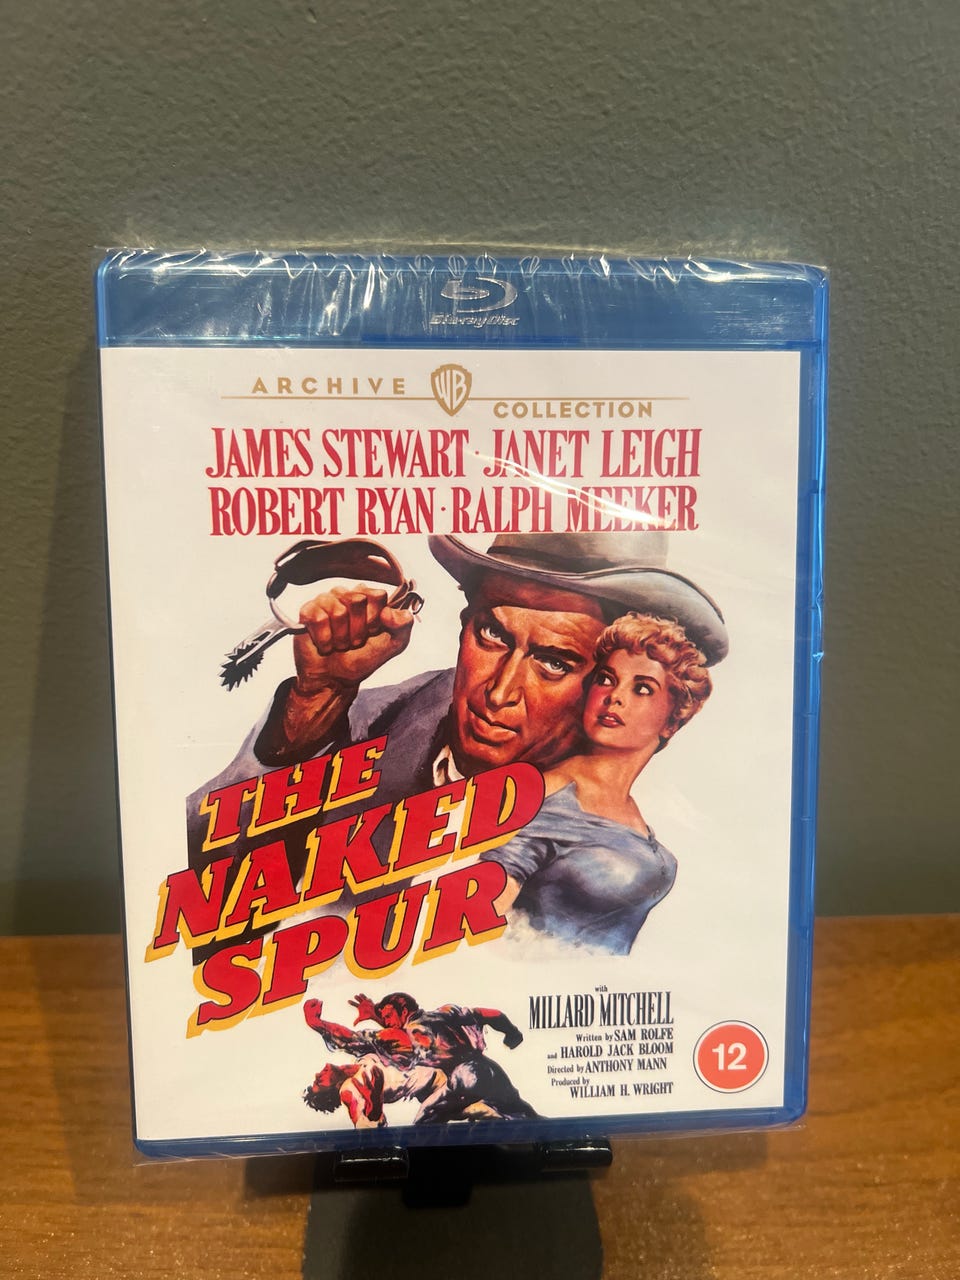 Blu-ray Disc
ARCHIVE WB COLLECTION
JAMES STEWART · JANET LEIGH
ROBERT RYAN · RALPH MEEKER
THE
NAKED
SPUR
with
MILLARD MITCHELL
Written by SAM ROLFE
and HAROLD JACK BLOOM
Directed by ANTHONY MANN
Produced by
WILLIAM H. WRIGHT
12